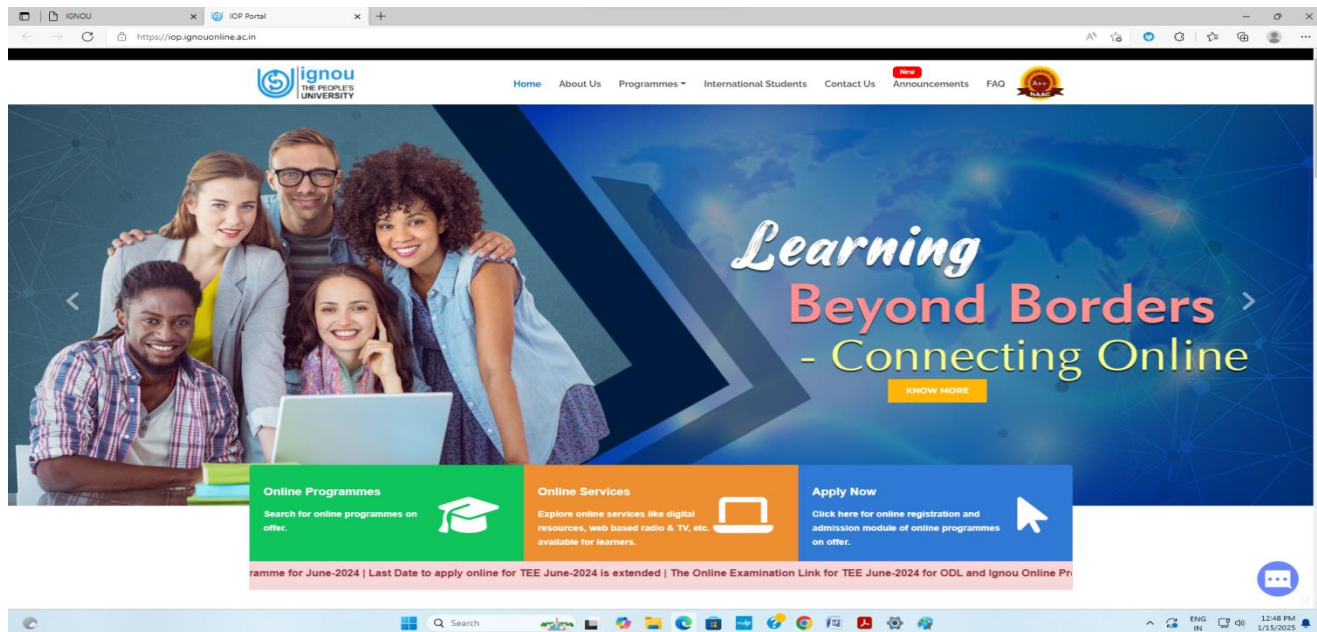 IGNOU
IOP Portal
https://iop.ignouonline.ac.in
ignou
THE PEOPLE'S
UNIVERSITY
Home About Us Programmes International Students Contact Us New Announcements FAQ A++ NAAC
Learning
Beyond Borders
- Connecting Online
KNOW MORE
Online Programmes
Search for online programmes on
offer.
Online Services
Explore online services like digital
resources, web based radio & TV, etc.
available for learners.
Apply Now
Click here for online registration and
admission module of online programmes
on offer.
ramme for June-2024 | Last Date to apply online for TEE June-2024 is extended | The Online Examination Link for TEE June-2024 for ODL and Ignou Online Pr
Search
ENG
IN
12:48 PM
1/15/2025